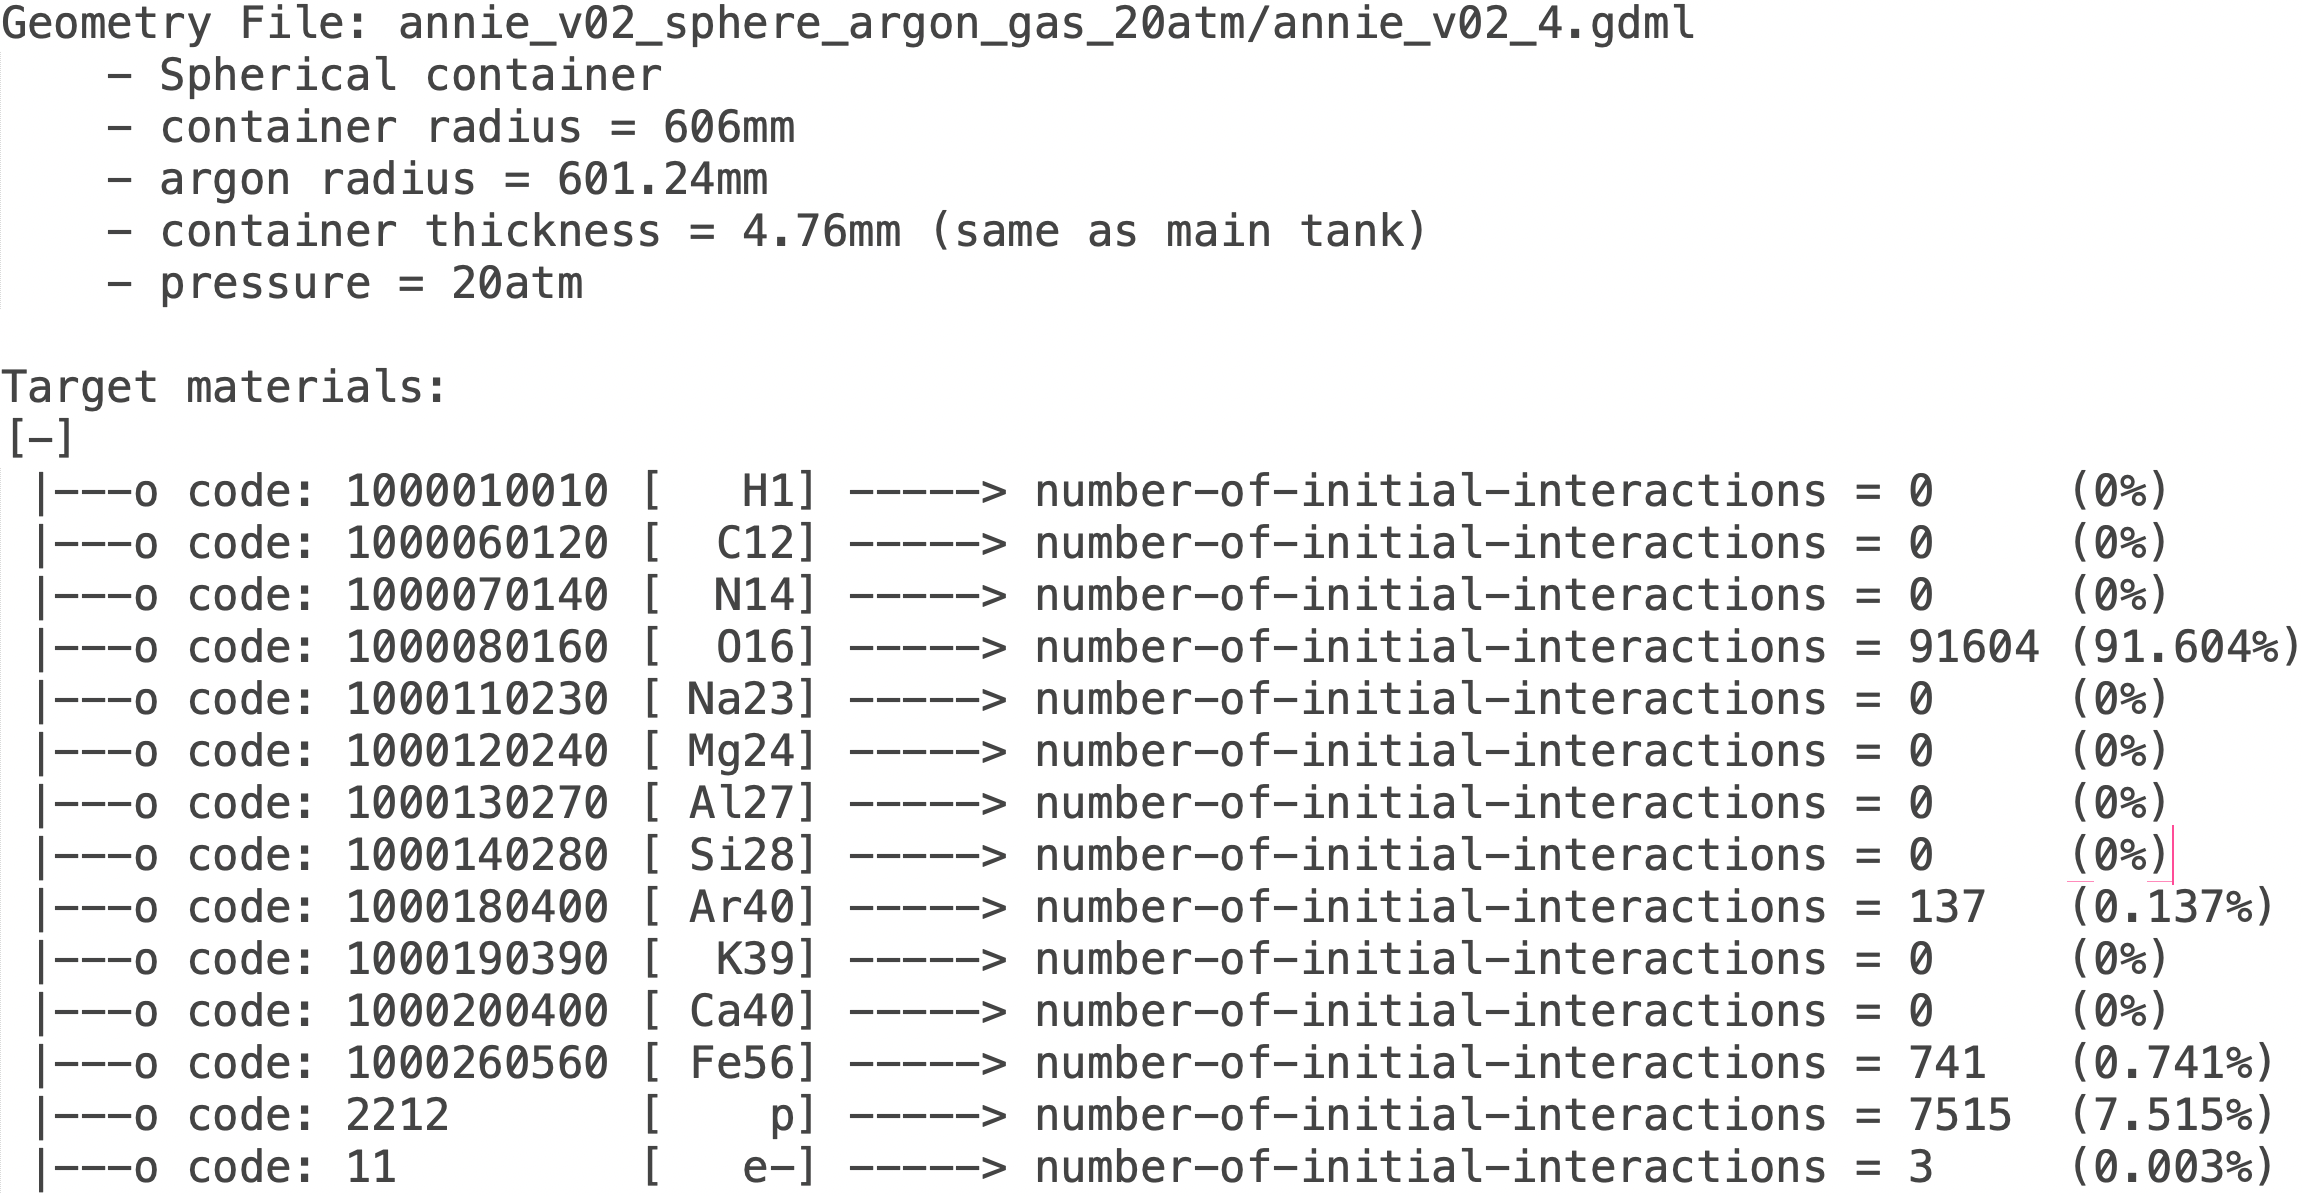 Geometry File: annie_v02_sphere_argon_gas_20atm/annie_v02_4.gdml
    - Spherical container
    - container radius = 606mm
    - argon radius = 601.24mm
    - container thickness = 4.76mm (same as main tank)
    - pressure = 20atm

Target materials:
[-]
 |---o code: 1000010010 [   H1] -----> number-of-initial-interactions = 0     (0%)
 |---o code: 1000060120 [  C12] -----> number-of-initial-interactions = 0     (0%)
 |---o code: 1000070140 [  N14] -----> number-of-initial-interactions = 0     (0%)
 |---o code: 1000080160 [  O16] -----> number-of-initial-interactions = 91604 (91.604%)
 |---o code: 1000110230 [ Na23] -----> number-of-initial-interactions = 0     (0%)
 |---o code: 1000120240 [ Mg24] -----> number-of-initial-interactions = 0     (0%)
 |---o code: 1000130270 [ Al27] -----> number-of-initial-interactions = 0     (0%)
 |---o code: 1000140280 [ Si28] -----> number-of-initial-interactions = 0     (0%)
 |---o code: 1000180400 [ Ar40] -----> number-of-initial-interactions = 137   (0.137%)
 |---o code: 1000190390 [  K39] -----> number-of-initial-interactions = 0     (0%)
 |---o code: 1000200400 [ Ca40] -----> number-of-initial-interactions = 0     (0%)
 |---o code: 1000260560 [ Fe56] -----> number-of-initial-interactions = 741   (0.741%)
 |---o code: 2212       [    p] -----> number-of-initial-interactions = 7515  (7.515%)
 |---o code: 11         [   e-] -----> number-of-initial-interactions = 3     (0.003%)